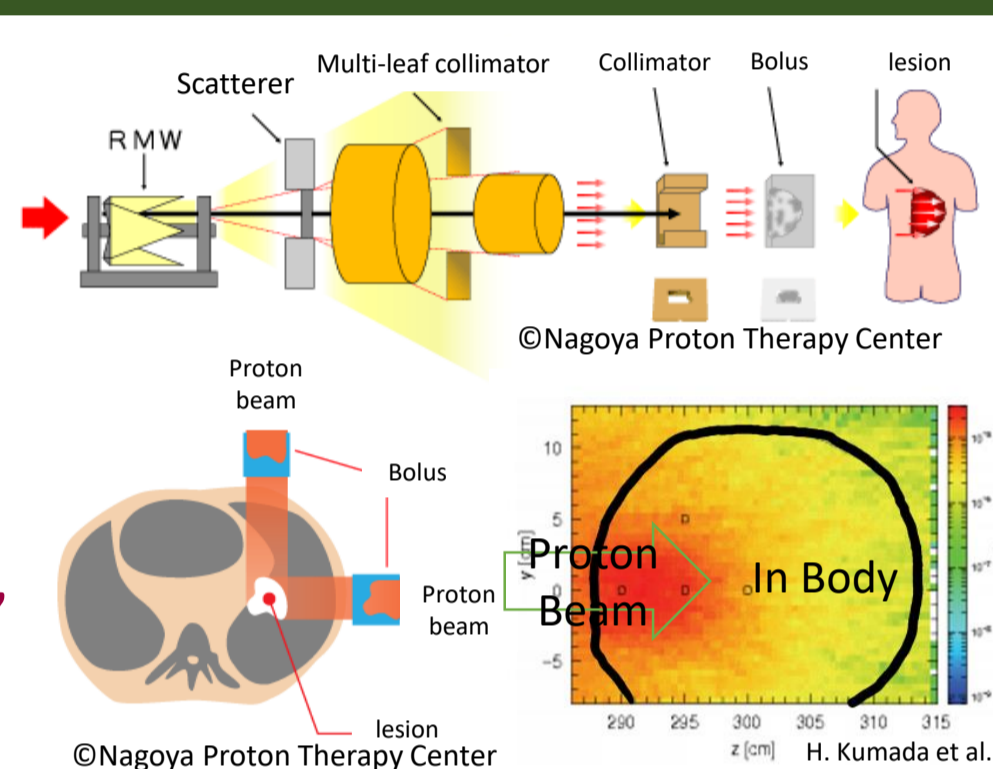 Scatterer
Multi-leaf collimator
Collimator
Bolus
lesion
RMW
©Nagoya Proton Therapy Center
Proton
beam
Bolus
Proton
beam
lesion
©Nagoya Proton Therapy Center
10
5
0
-5
y [cm]
Proton
Beam
In Body
290
295
300
305
310
315
z [cm]
H. Kumada et al.